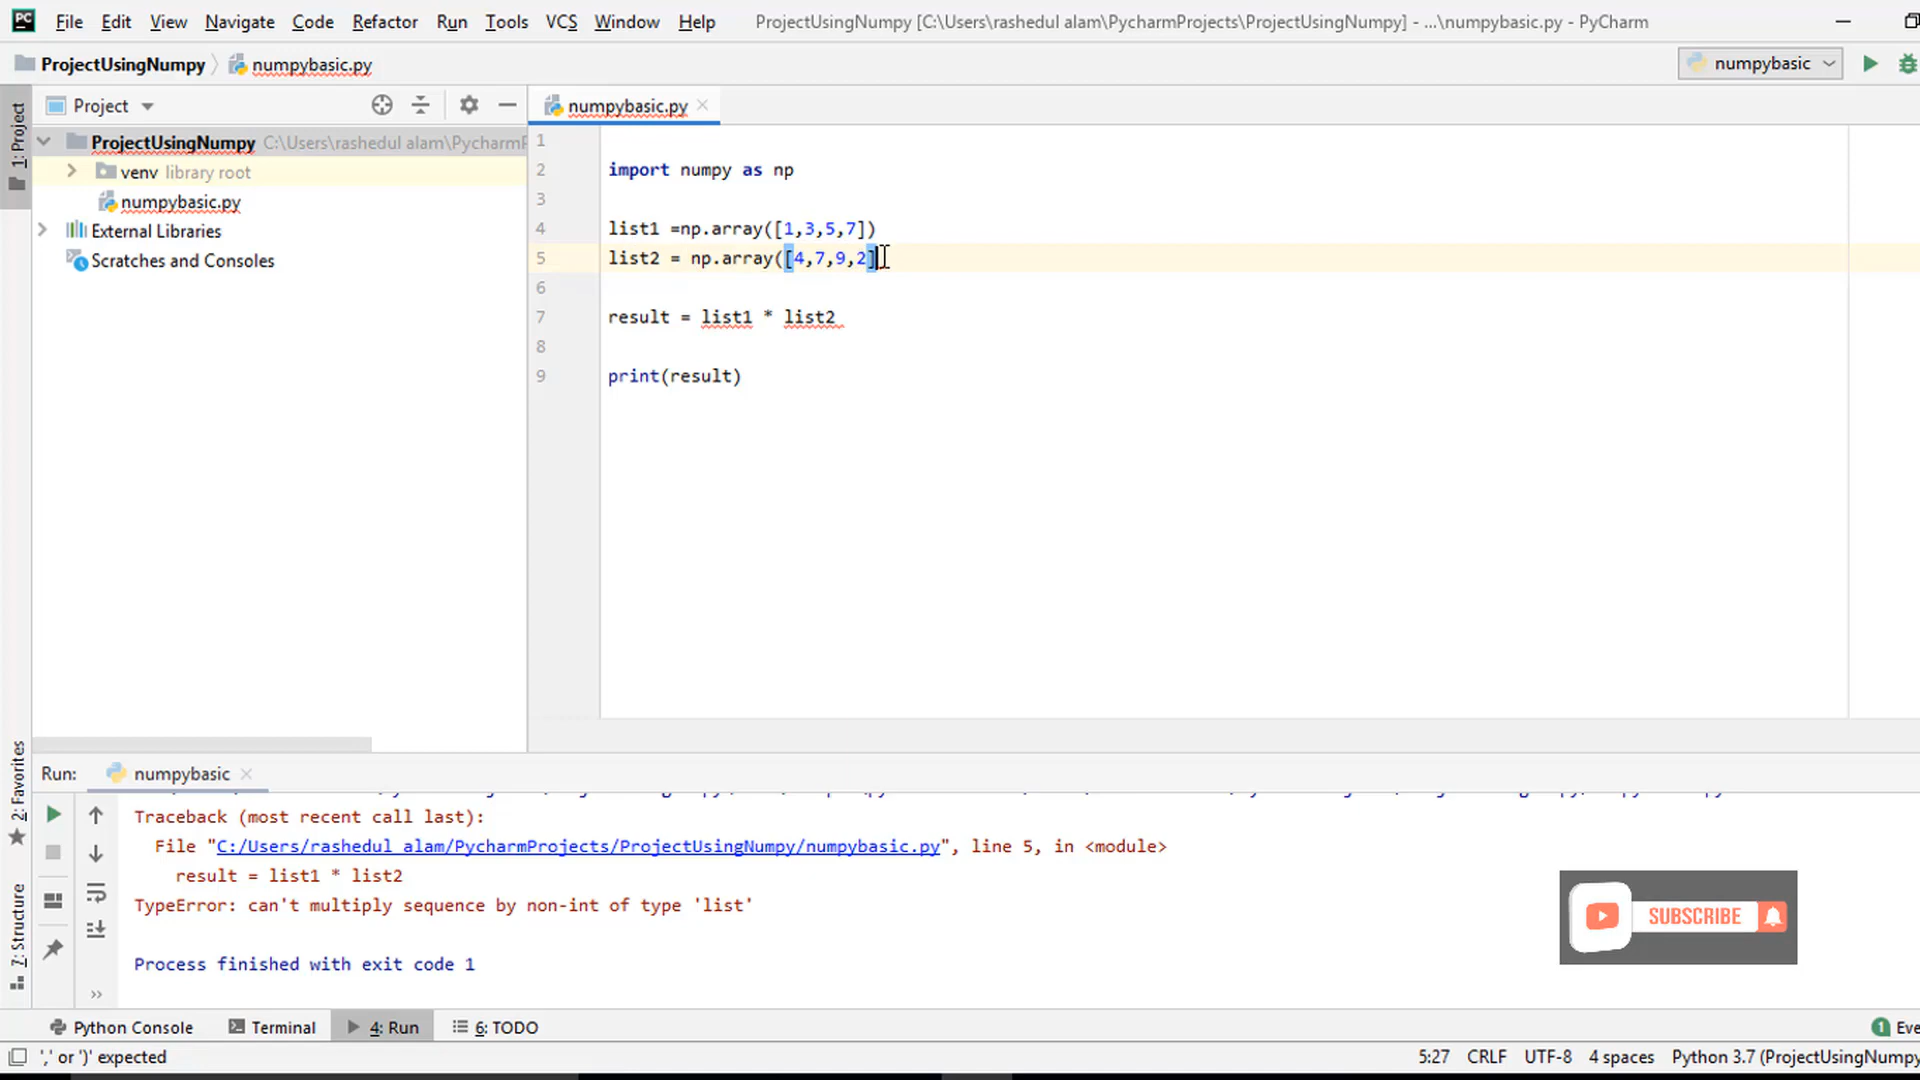 File Edit View Navigate Code Refactor Run Tools VCS Window Help ProjectUsingNumpy [C:\Users\rashedul alam\PycharmProjects\ProjectUsingNumpy] - ...\numpybasic.py - PyCharm
ProjectUsingNumpy numpybasic.py numpybasic
1: Project
Project
numpybasic.py
ProjectUsingNumpy C:\Users\rashedul alam\PycharmP
venv library root
numpybasic.py
External Libraries
Scratches and Consoles
1
2 import numpy as np
3
4 list1 =np.array([1,3,5,7])
5 list2 = np.array([4,7,9,2]
6
7 result = list1 * list2
8
9 print(result)
2: Favorites
7: Structure
Run: numpybasic
Traceback (most recent call last):
File "C:/Users/rashedul alam/PycharmProjects/ProjectUsingNumpy/numpybasic.py", line 5, in <module>
result = list1 * list2
TypeError: can't multiply sequence by non-int of type 'list'
Process finished with exit code 1
SUBSCRIBE
Python Console Terminal 4: Run 6: TODO 1 Eve
',' or ')' expected 5:27 CRLF UTF-8 4 spaces Python 3.7 (ProjectUsingNumpy